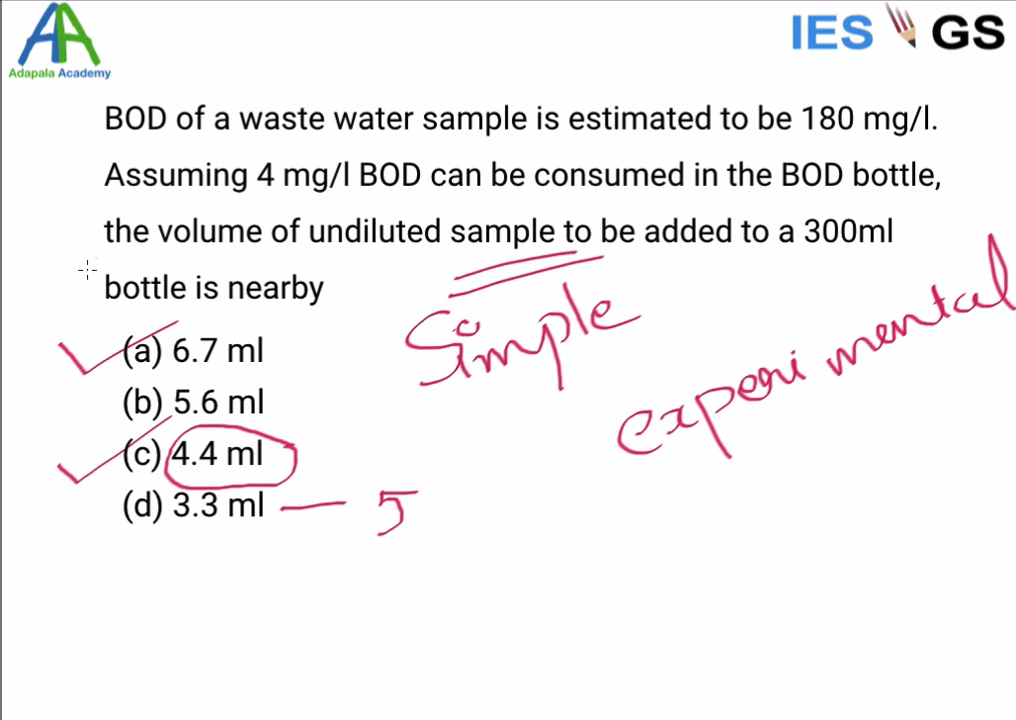 Adapala Academy
IES GS
BOD of a waste water sample is estimated to be 180 mg/l.
Assuming 4 mg/l BOD can be consumed in the BOD bottle,
the volume of undiluted sample to be added to a 300ml
bottle is nearby
Simple
experimental
(a) 6.7 ml
(b) 5.6 ml
(c) 4.4 ml
(d) 3.3 ml — 5